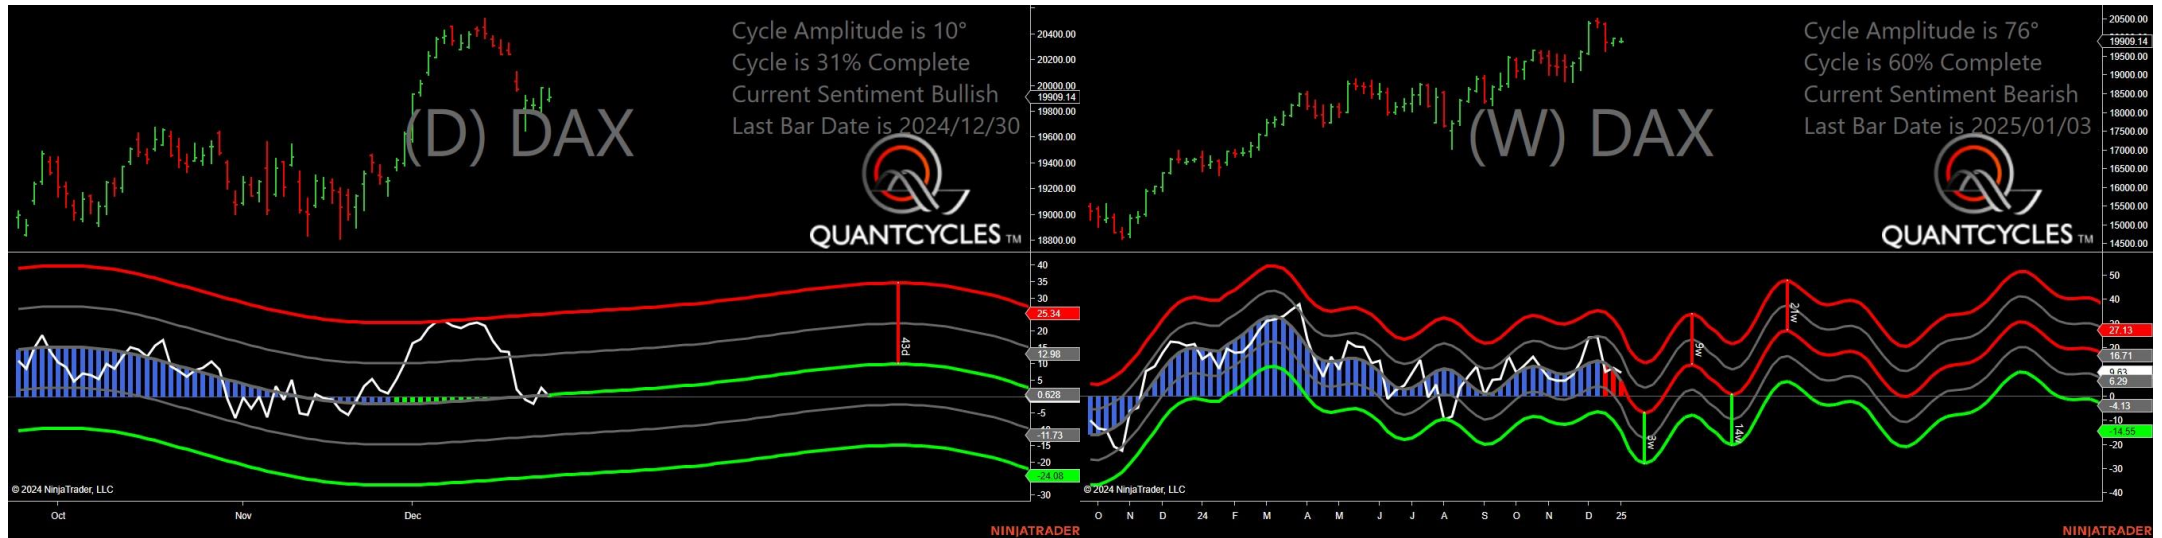 Cycle Amplitude is 10°
Cycle is 31% Complete
Current Sentiment Bullish
Last Bar Date is 2024/12/30
(D) DAX
QUANTCYCLES TM
20400.00
20000.00
19909.14
19800.00
19600.00
19400.00
19200.00
19000.00
18800.00
40
35
30
25.34
20
12.98
10
5
0.628
-5
-11.73
-15
-20
-24.08
-30
43d
© 2024 NinjaTrader, LLC
Oct Nov Dec
NINJATRADER
Cycle Amplitude is 76°
Cycle is 60% Complete
Current Sentiment Bearish
Last Bar Date is 2025/01/03
(W) DAX
QUANTCYCLES TM
20500.00
19909.14
19500.00
19000.00
18500.00
18000.00
17500.00
17000.00
16500.00
16000.00
15500.00
15000.00
14500.00
50
40
30
27.13
16.71
9.63
6.29
0
-4.13
-10
-14.55
-20
-30
-40
9w
21w
14w
© 2024 NinjaTrader, LLC
O N D 24 F M A M J J A S O N D 25
NINJATRADER